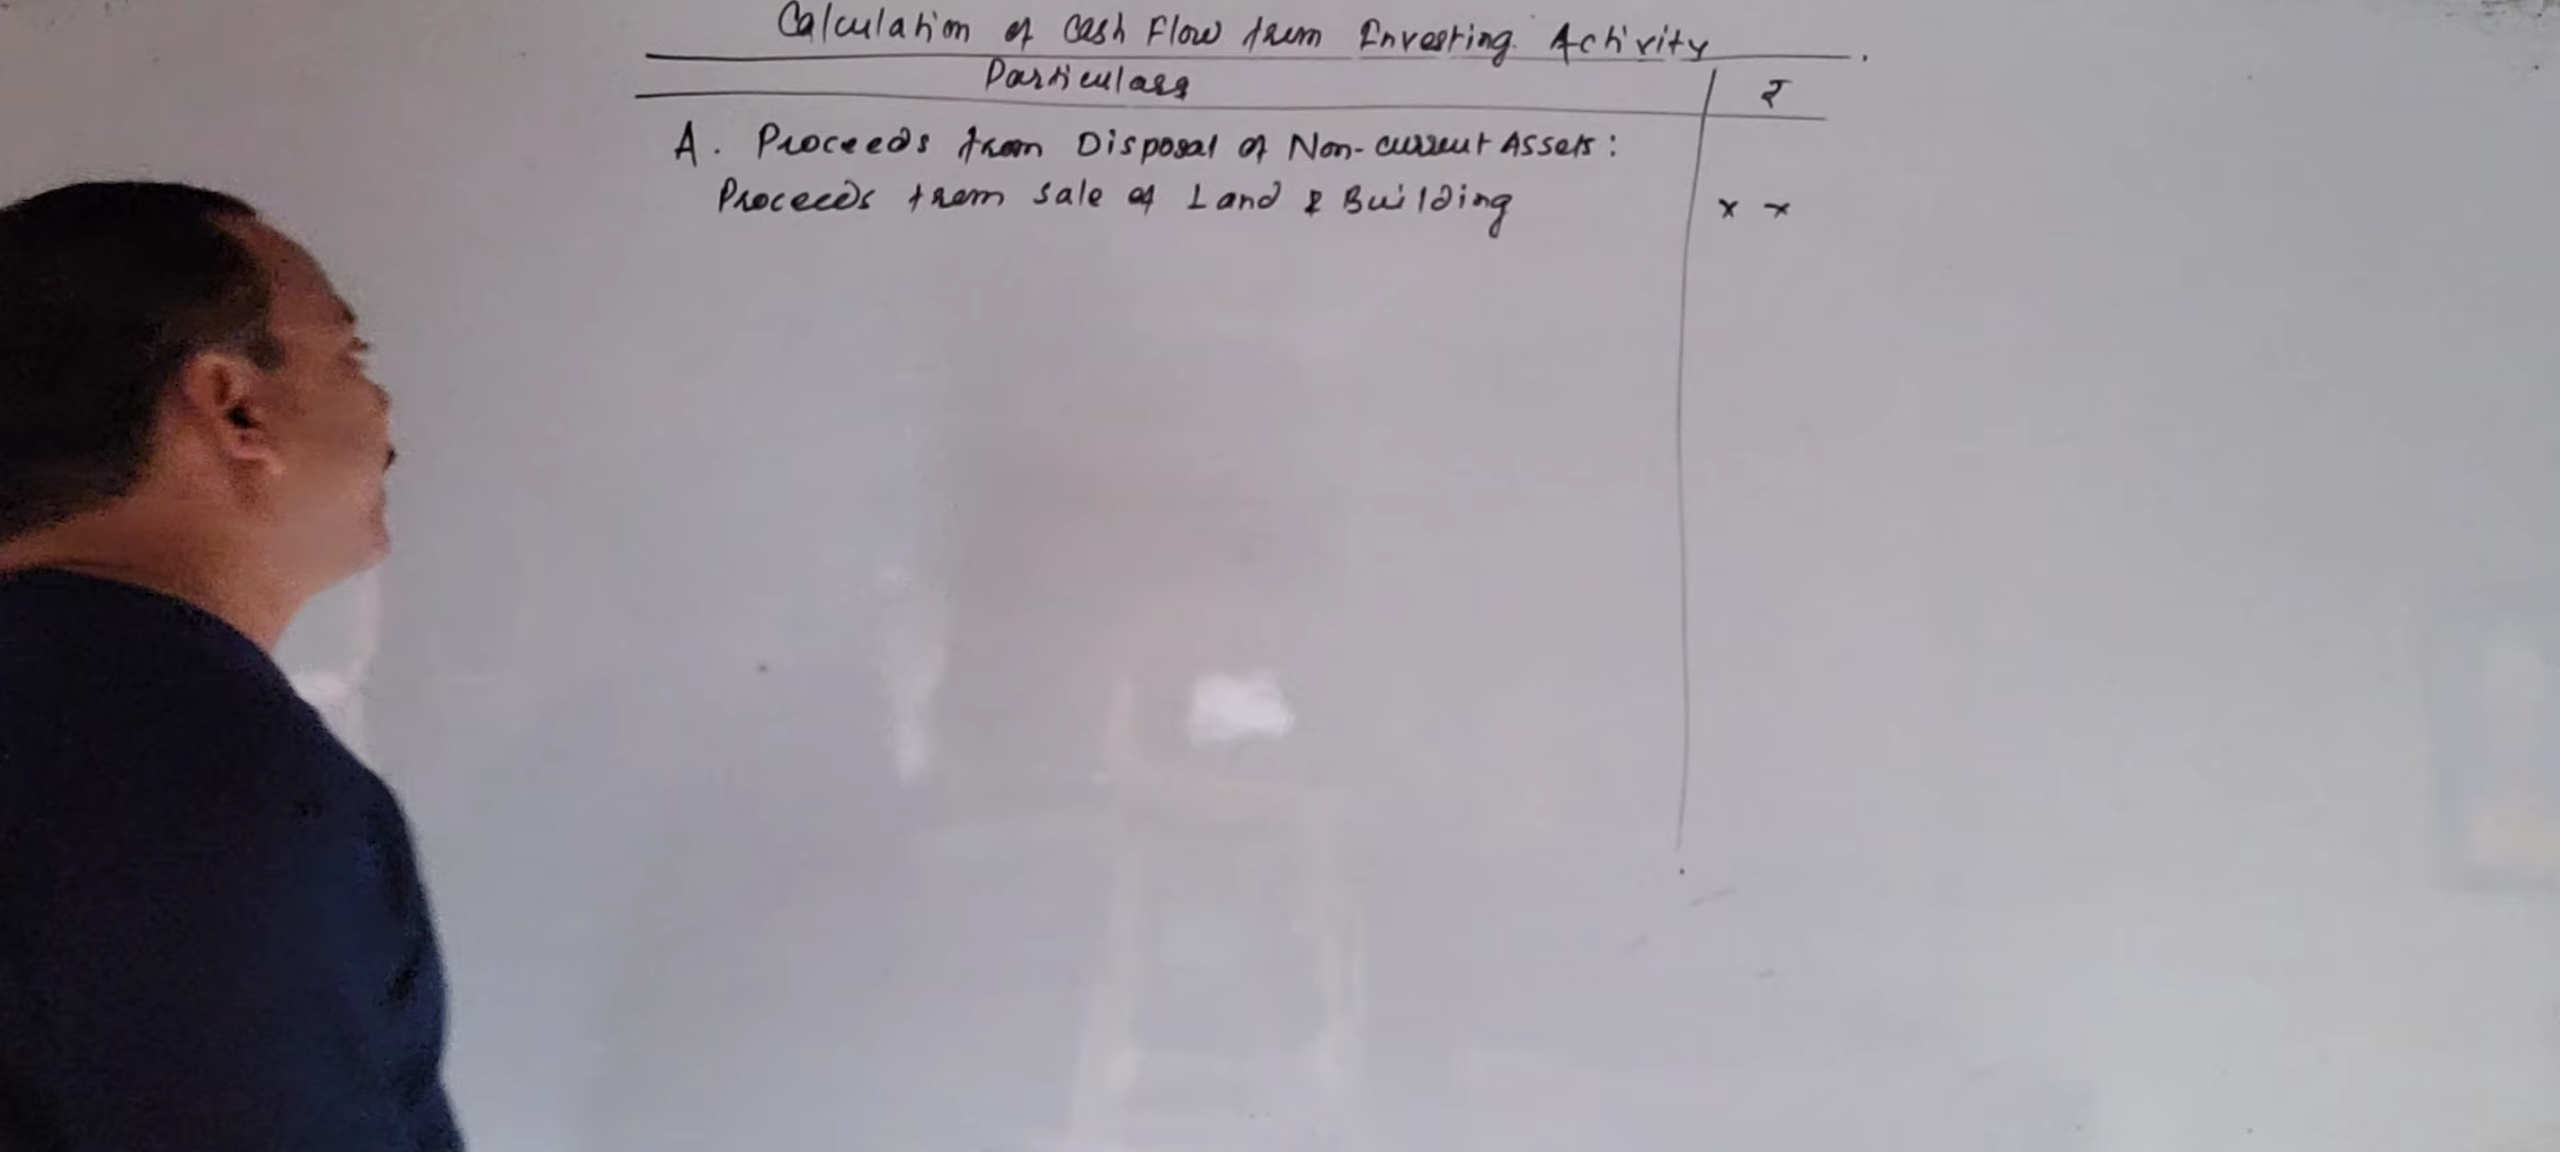 Calculation of Cash Flow from Investing Activity
Particulars ₹
A. Proceeds from Disposal of Non-current Assets:
Proceeds from sale of Land & Building x x